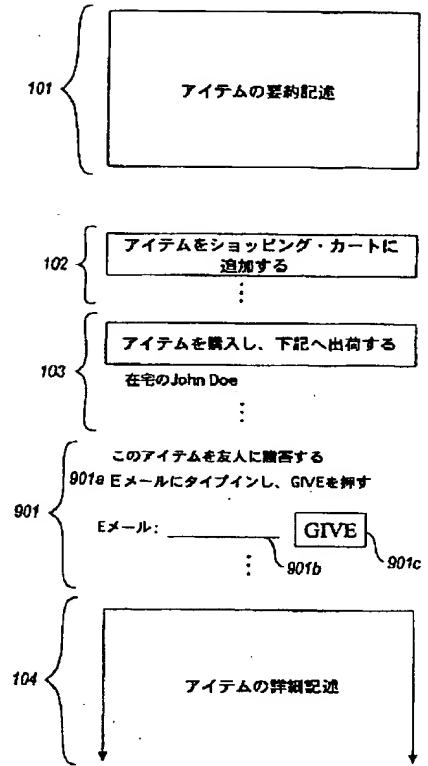 101
アイテムの要約記述
102
アイテムをショッピング・カートに
追加する
103
アイテムを購入し、下記へ出荷する
在宅のJohn Doe
901
このアイテムを友人に贈答する
901a Eメールにタイプインし、GIVEを押す
Eメール: GIVE
901b
901c
104
アイテムの詳細記述